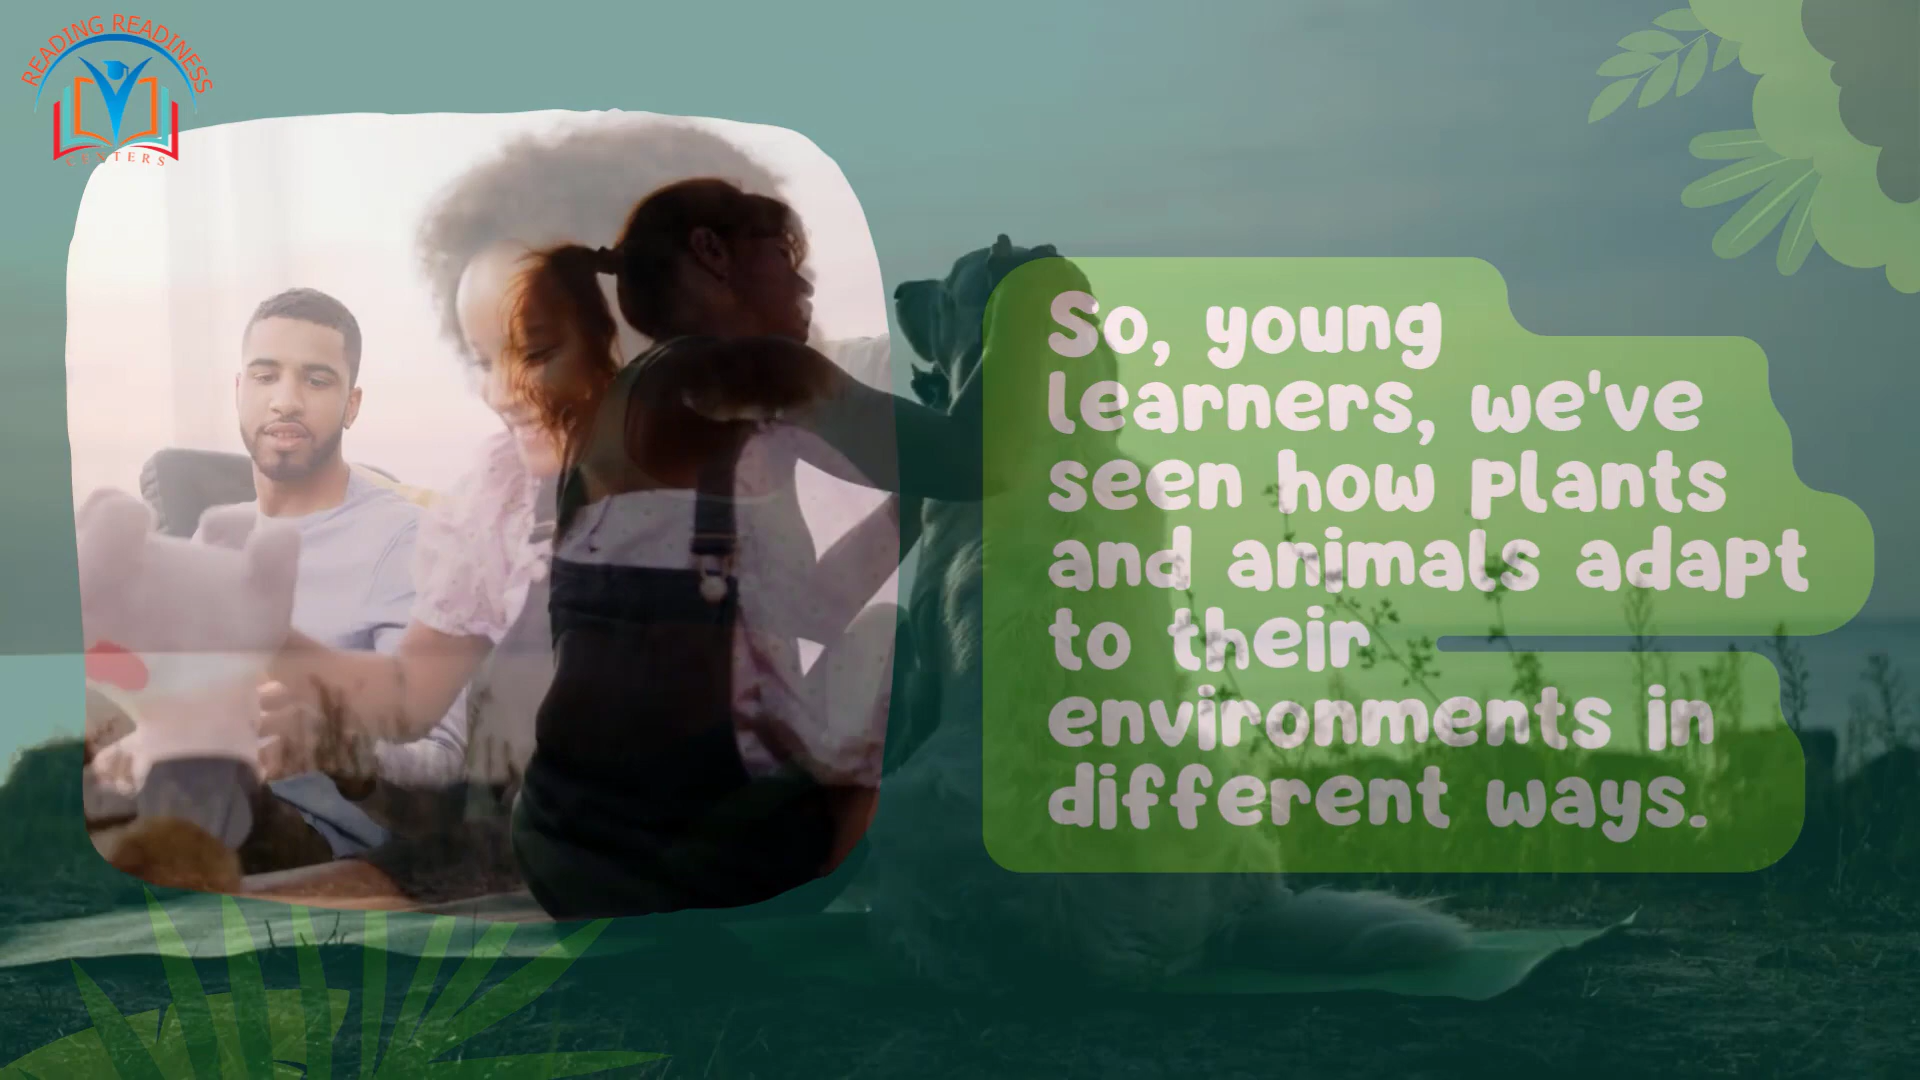 READING READINESS
CENTERS
So, young
learners, we've
seen how plants
and animals adapt
to their
environments in
different ways.